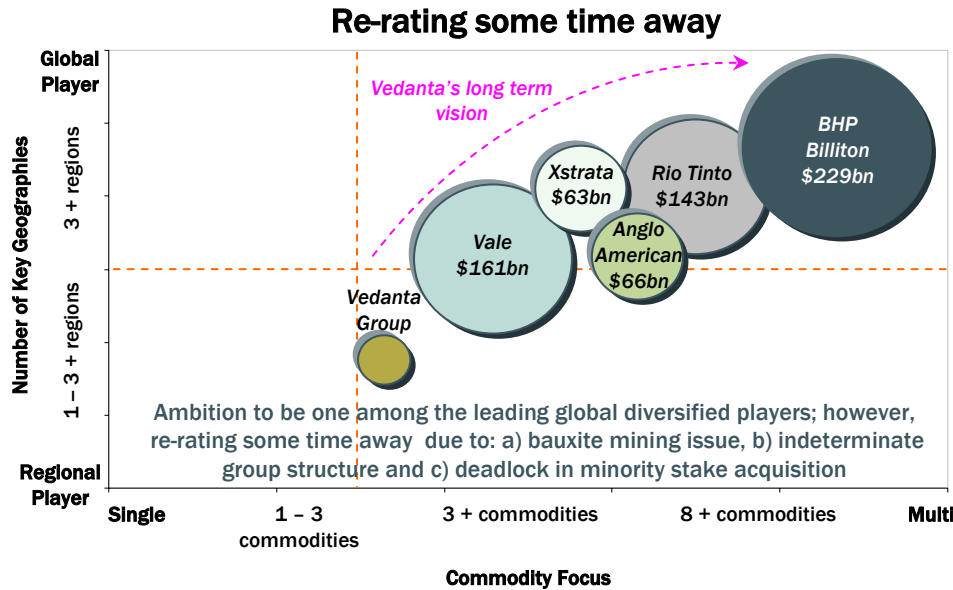 Re-rating some time away
Global
Player
Vedanta's long term
vision
BHP
Billiton
$229bn
Xstrata
$63bn
Rio Tinto
$143bn
Anglo
American
$66bn
Vale
$161bn
Vedanta
Group
Number of Key Geographies
3 + regions
1 – 3 + regions
Ambition to be one among the leading global diversified players; however,
re-rating some time away due to: a) bauxite mining issue, b) indeterminate
group structure and c) deadlock in minority stake acquisition
Regional
Player
Single
1 – 3
commodities
3 + commodities
8 + commodities
Multi
Commodity Focus